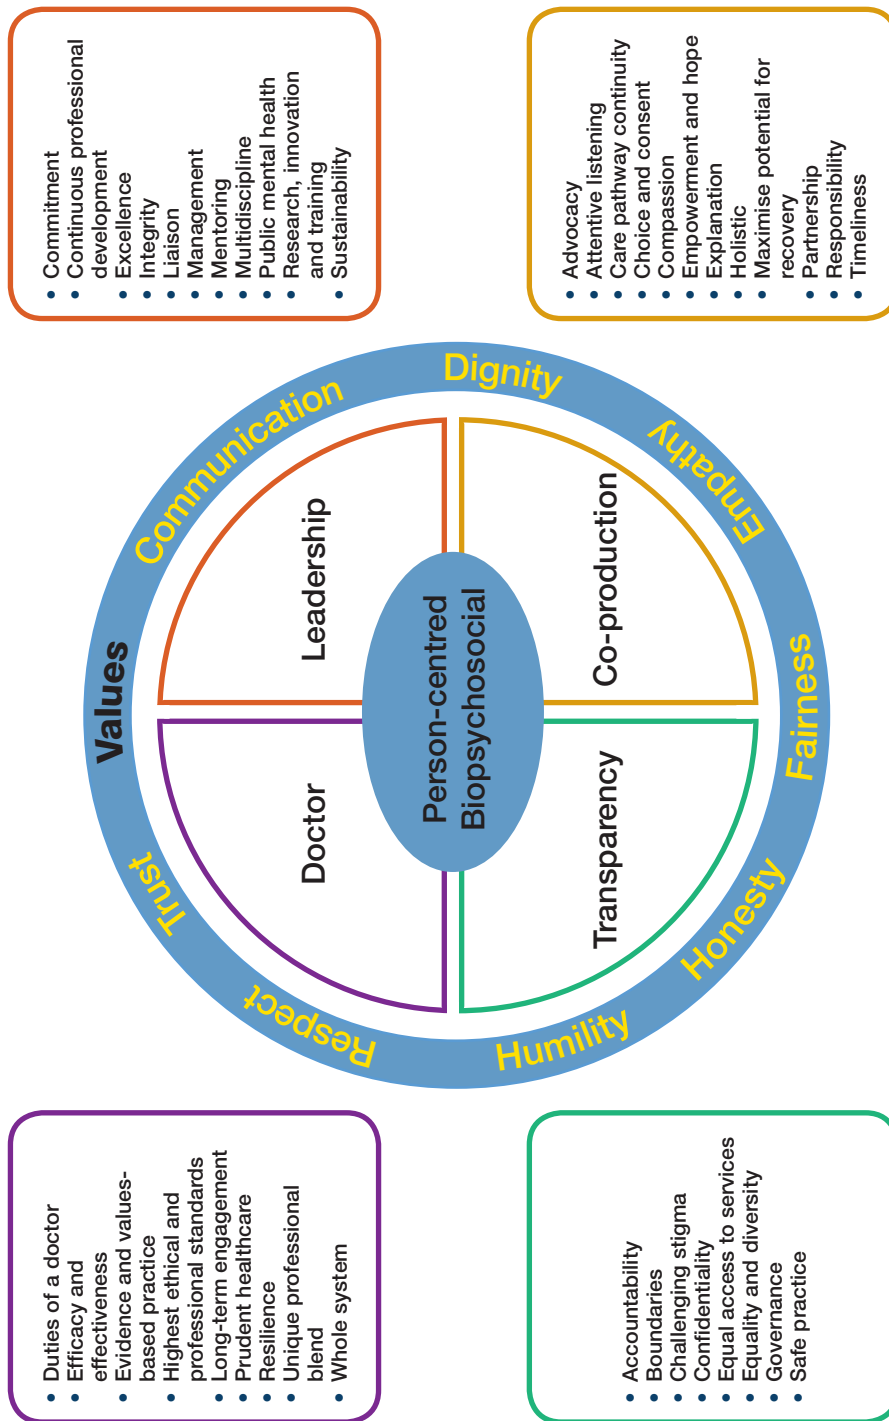 • Duties of a doctor
• Efficacy and
effectiveness
• Evidence and values-
based practice
• Highest ethical and
professional standards
• Long-term engagement
• Prudent healthcare
• Resilience
• Unique professional
blend
• Whole system
• Commitment
• Continuous professional
development
• Excellence
• Integrity
• Liaison
• Management
• Mentoring
• Multidiscipline
• Public mental health
• Research, innovation
and training
• Sustainability
Values
Communication
Dignity
Empathy
Fairness
Honesty
Humility
Respect
Trust
Doctor
Leadership
Person-centred
Biopsychosocial
Transparency
Co-production
• Accountability
• Boundaries
• Challenging stigma
• Confidentiality
• Equal access to services
• Equality and diversity
• Governance
• Safe practice
• Advocacy
• Attentive listening
• Care pathway continuity
• Choice and consent
• Compassion
• Empowerment and hope
• Explanation
• Holistic
• Maximise potential for
recovery
• Partnership
• Responsibility
• Timeliness